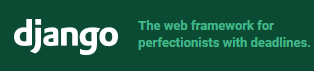 django
The web framework for
perfectionists with deadlines.